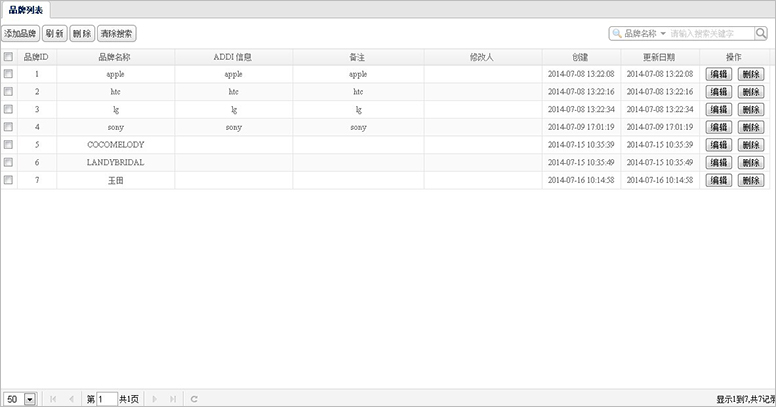 品牌列表
添加品牌 刷新 删除 清除搜索 品牌名称 请输入搜索关键字
品牌ID 品牌名称 ADDI 信息 备注 修改人 创建 更新日期 操作
1 apple apple apple 2014-07-08 13:22:08 2014-07-08 13:22:08 编辑 删除
2 htc htc htc 2014-07-08 13:22:16 2014-07-08 13:22:16 编辑 删除
3 lg lg lg 2014-07-08 13:22:34 2014-07-08 13:22:34 编辑 删除
4 sony sony sony 2014-07-09 17:01:19 2014-07-09 17:01:19 编辑 删除
5 COCOMELODY 2014-07-15 10:35:39 2014-07-15 10:35:39 编辑 删除
6 LANDYBRIDAL 2014-07-15 10:35:49 2014-07-15 10:35:49 编辑 删除
7 王田 2014-07-16 10:14:58 2014-07-16 10:14:58 编辑 删除
50 第 1 共1页 显示1到7,共7记录